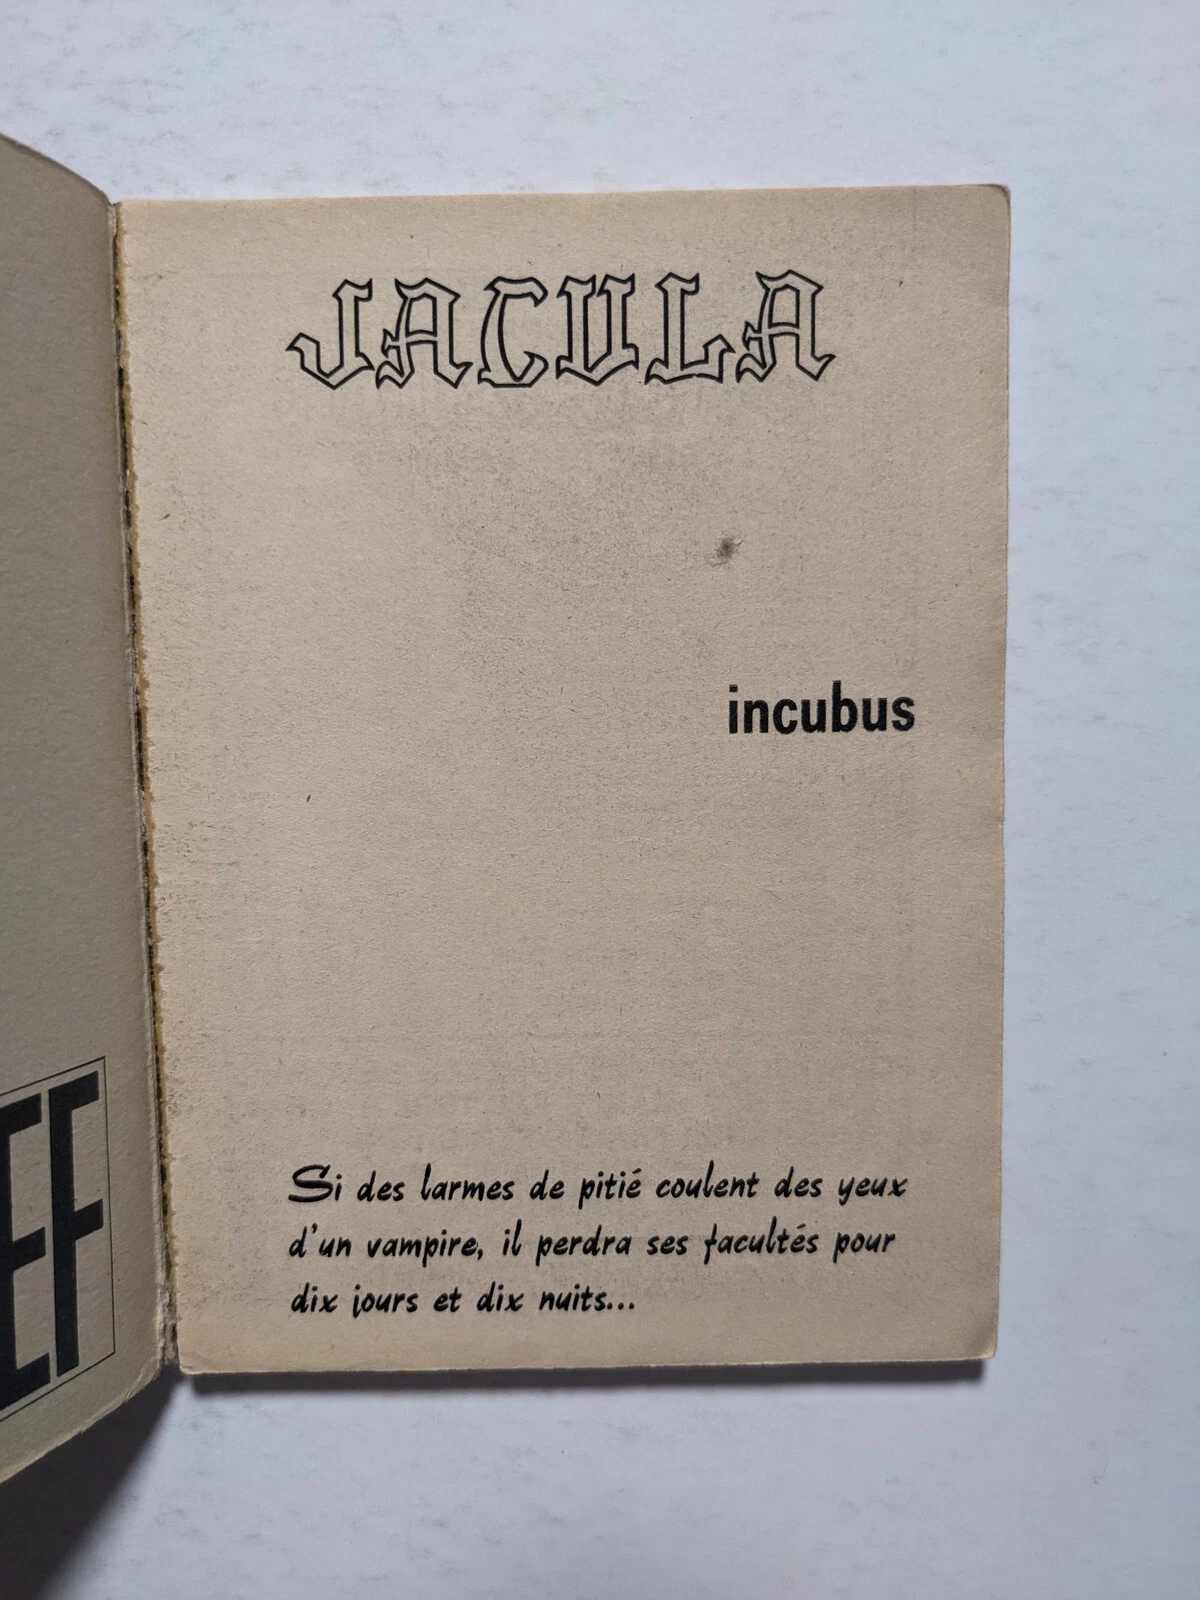 JACULA
incubus
Si des larmes de pitié coulent des yeux
d'un vampire, il perdra ses facultés pour
dix jours et dix nuits...
EF